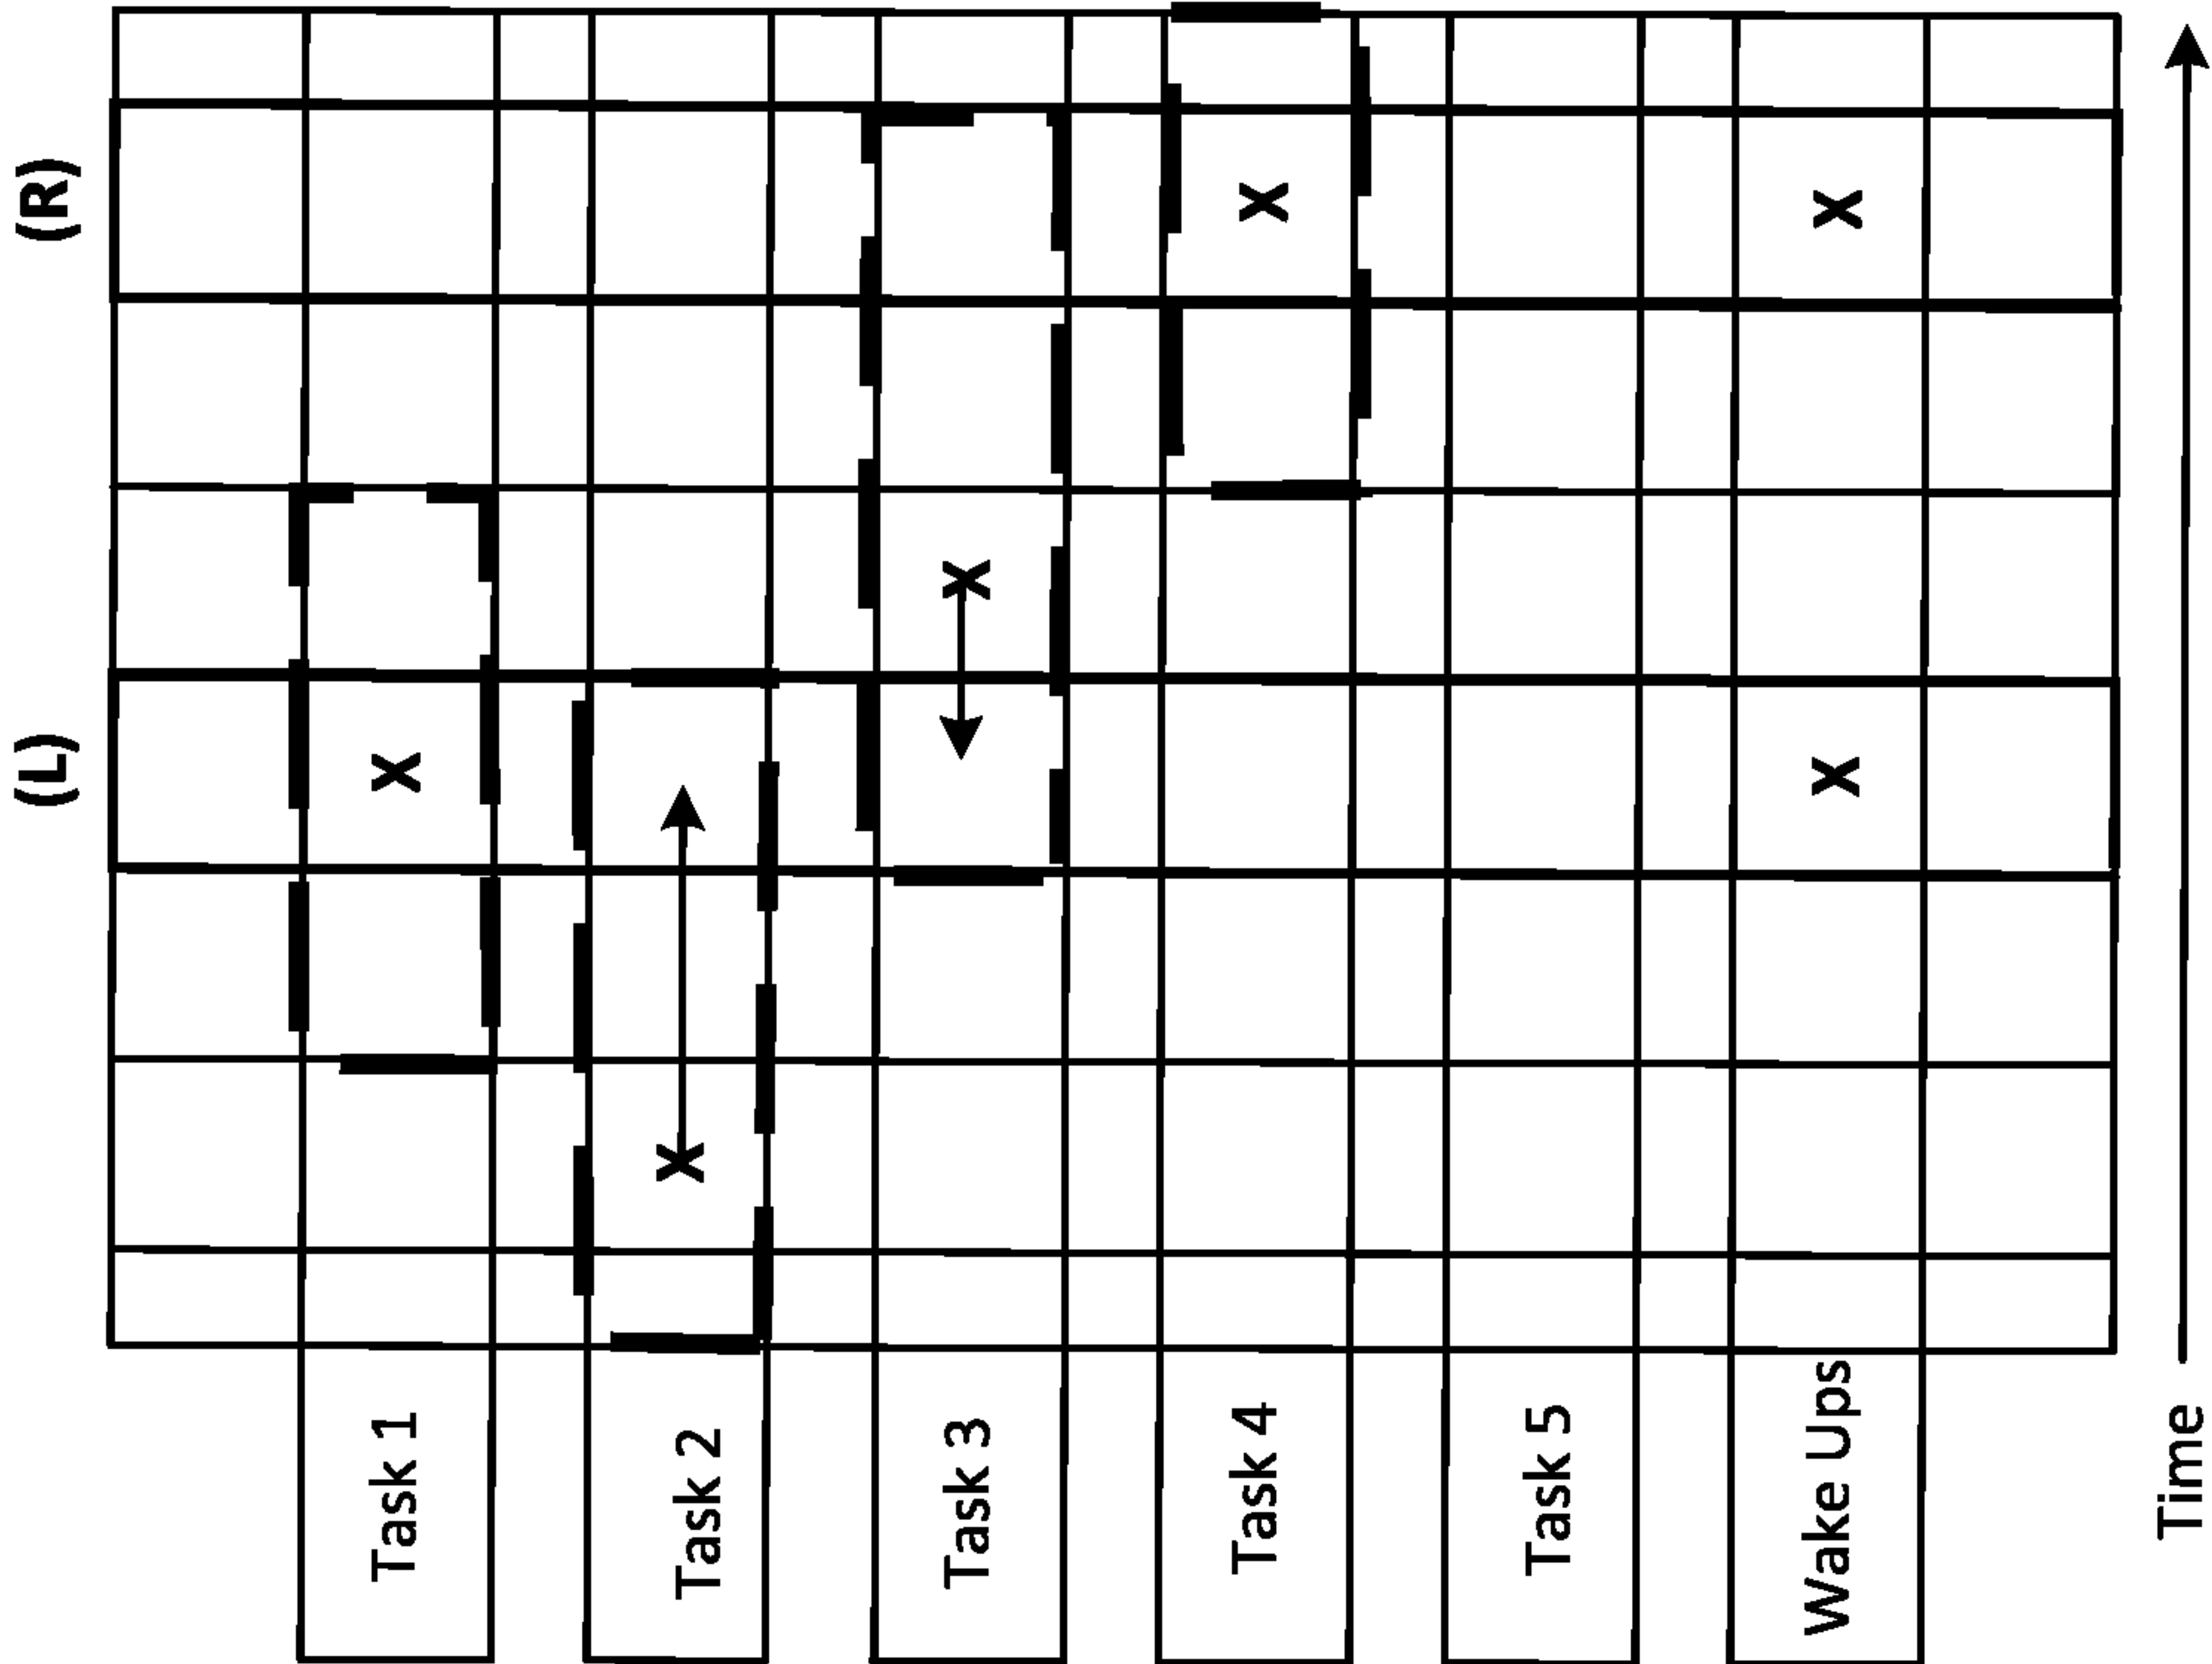 (L) (R)
Task 1 X
Task 2 X
Task 3 X
Task 4 X
Task 5
Wake Ups X X
Time